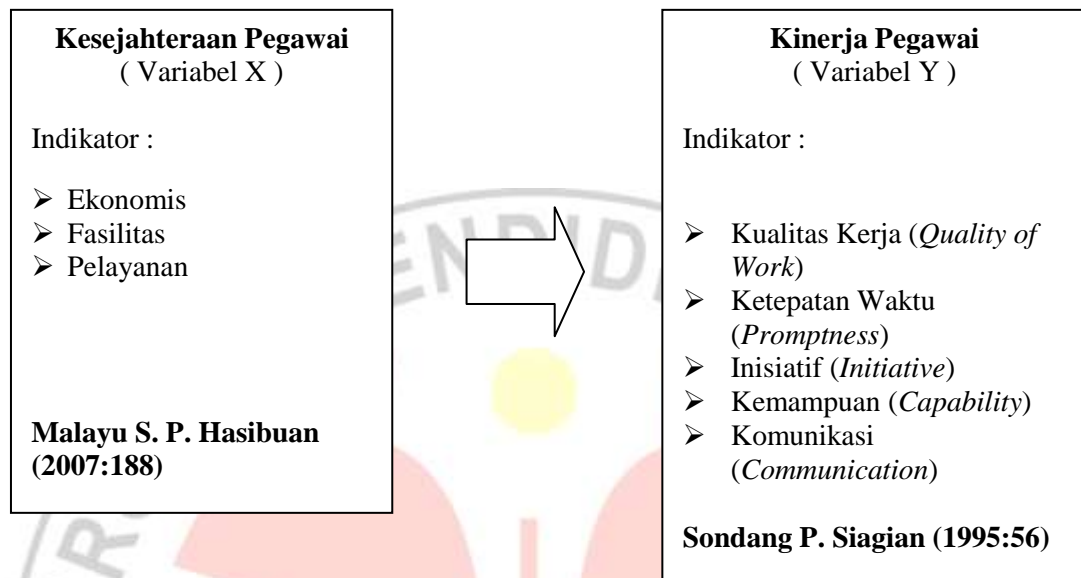 Kesejahteraan Pegawai
( Variabel X )
Indikator :
➢ Ekonomis
➢ Fasilitas
➢ Pelayanan
Malayu S. P. Hasibuan
(2007:188)
Kinerja Pegawai
( Variabel Y )
Indikator :
➢ Kualitas Kerja (Quality of
Work)
➢ Ketepatan Waktu
(Promptness)
➢ Inisiatif (Initiative)
➢ Kemampuan (Capability)
➢ Komunikasi
(Communication)
Sondang P. Siagian (1995:56)